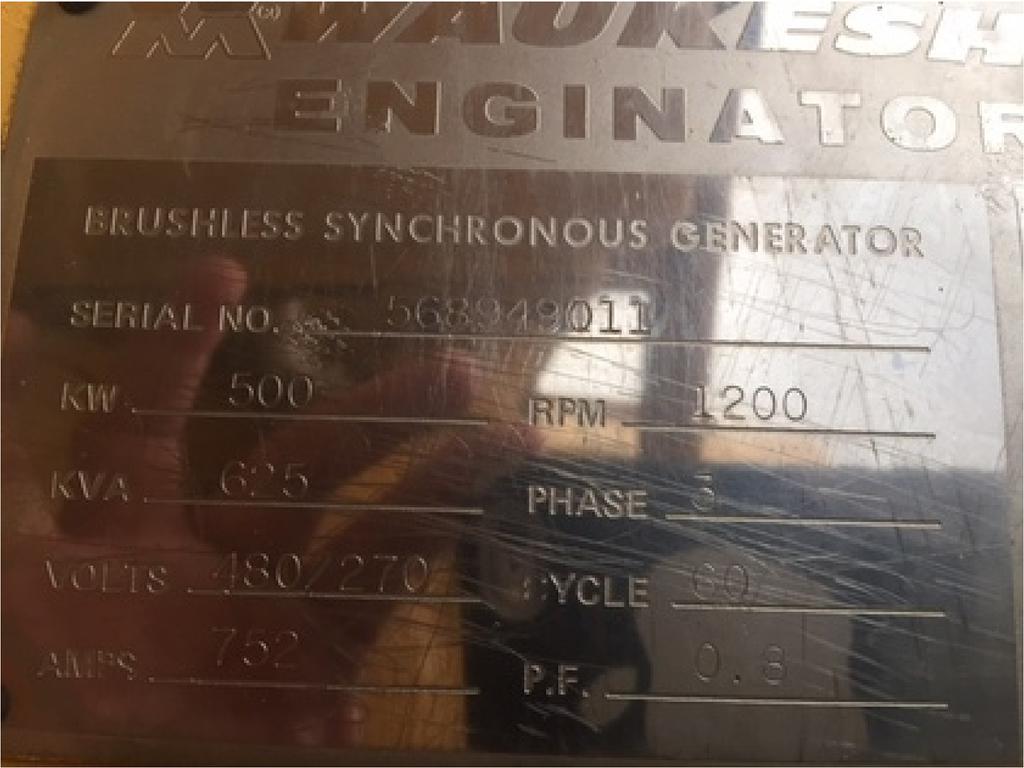 WAUKESH
ENGINATOR
BRUSHLESS SYNCHRONOUS GENERATOR
SERIAL NO. 568949011
KW 500 RPM 1200
KVA 625 PHASE 3
VOLTS 480/270 CYCLE 60
AMPS 752 P.F. 0.8